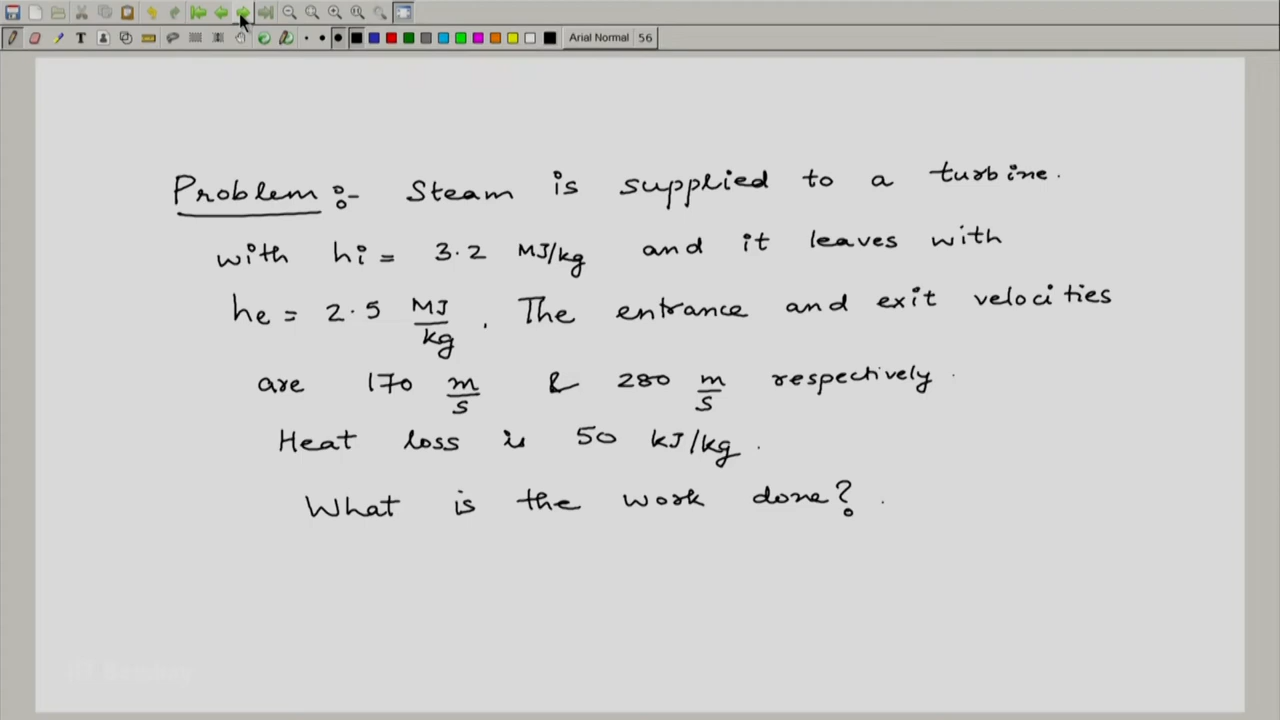 Arial Normal 56
Problem :- Steam is supplied to a turbine.
with hi = 3.2 MJ/kg and it leaves with
he = 2.5 MJ/kg . The entrance and exit velocities
are 170 m/s & 280 m/s respectively.
Heat loss is 50 kJ/kg.
What is the work done?.